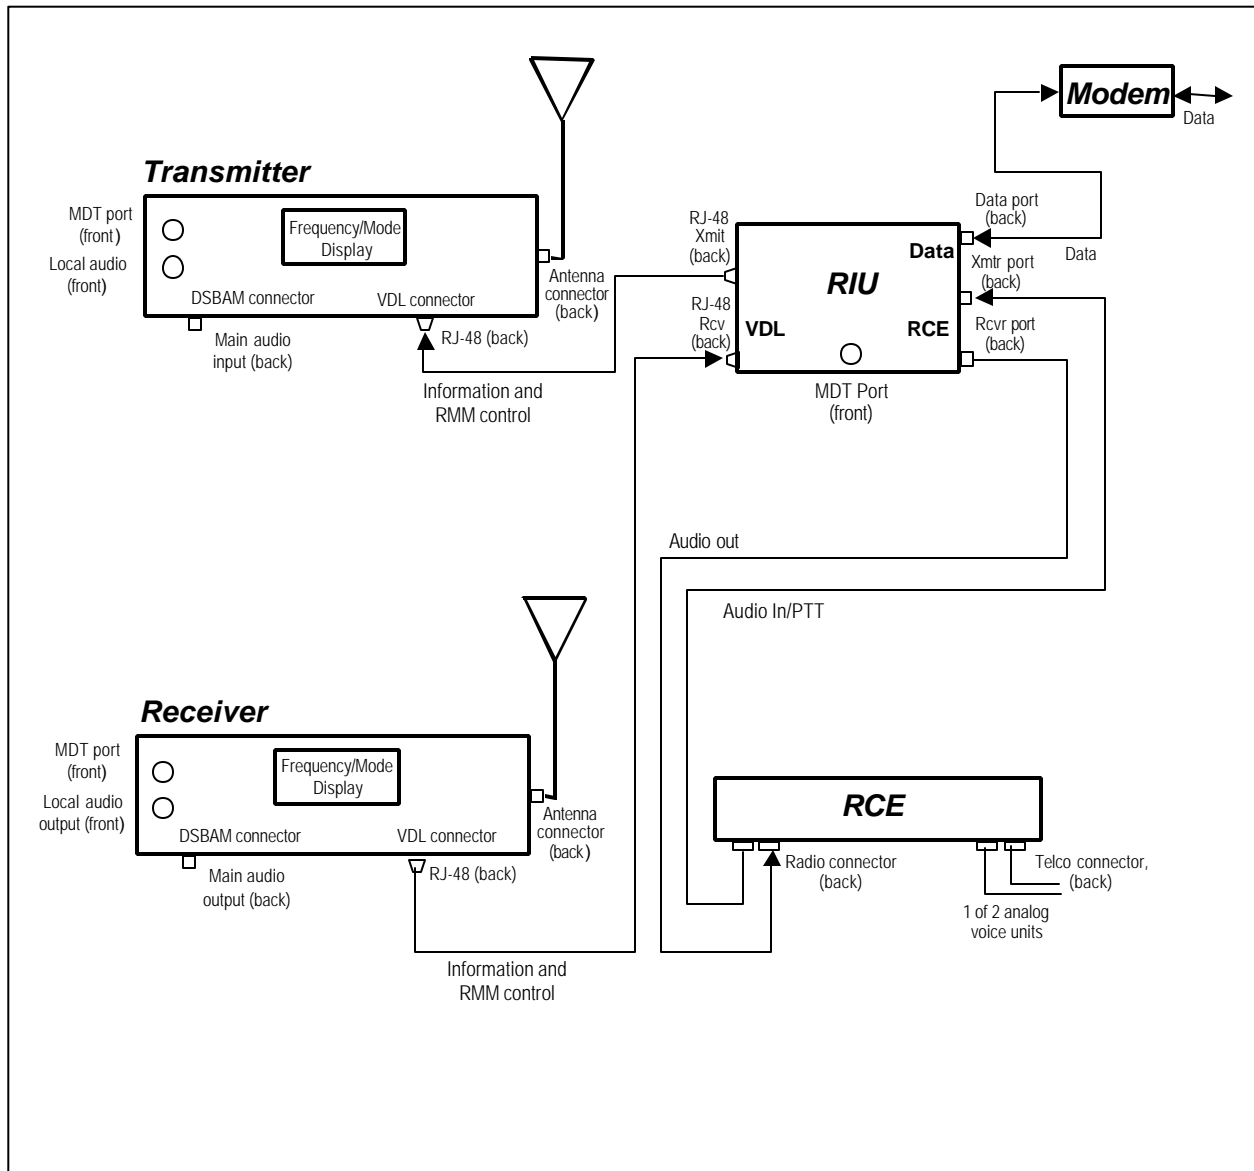 Modem
Data
Transmitter
MDT port
(front)
Local audio
(front)
Frequency/Mode
Display
DSBAM connector
VDL connector
Antenna
connector
(back)
Main audio
input (back)
RJ-48 (back)
Information and
RMM control
RJ-48
Xmit
(back)
RJ-48
Rcv
(back)
Data port
(back)
Data
RIU
Data
Xmtr port
(back)
VDL
RCE
Rcvr port
(back)
MDT Port
(front)
Audio out
Audio In/PTT
Receiver
MDT port
(front)
Local audio
output (front)
Frequency/Mode
Display
DSBAM connector
VDL connector
Antenna
connector
(back)
Main audio
output (back)
RJ-48 (back)
Information and
RMM control
RCE
Radio connector
(back)
Telco connector,
(back)
1 of 2 analog
voice units